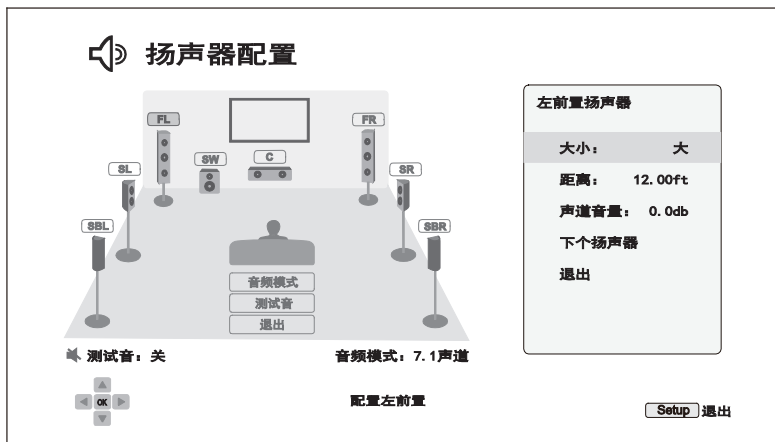 扬声器配置
FL
FR
SW
C
SL
SR
SBL
SBR
音频模式
测试音
退出
测试音：关
音频模式：7.1声道
OK
配置左前置
左前置扬声器
大小： 大
距离： 12.00ft
声道音量： 0.0db
下个扬声器
退出
Setup 退出